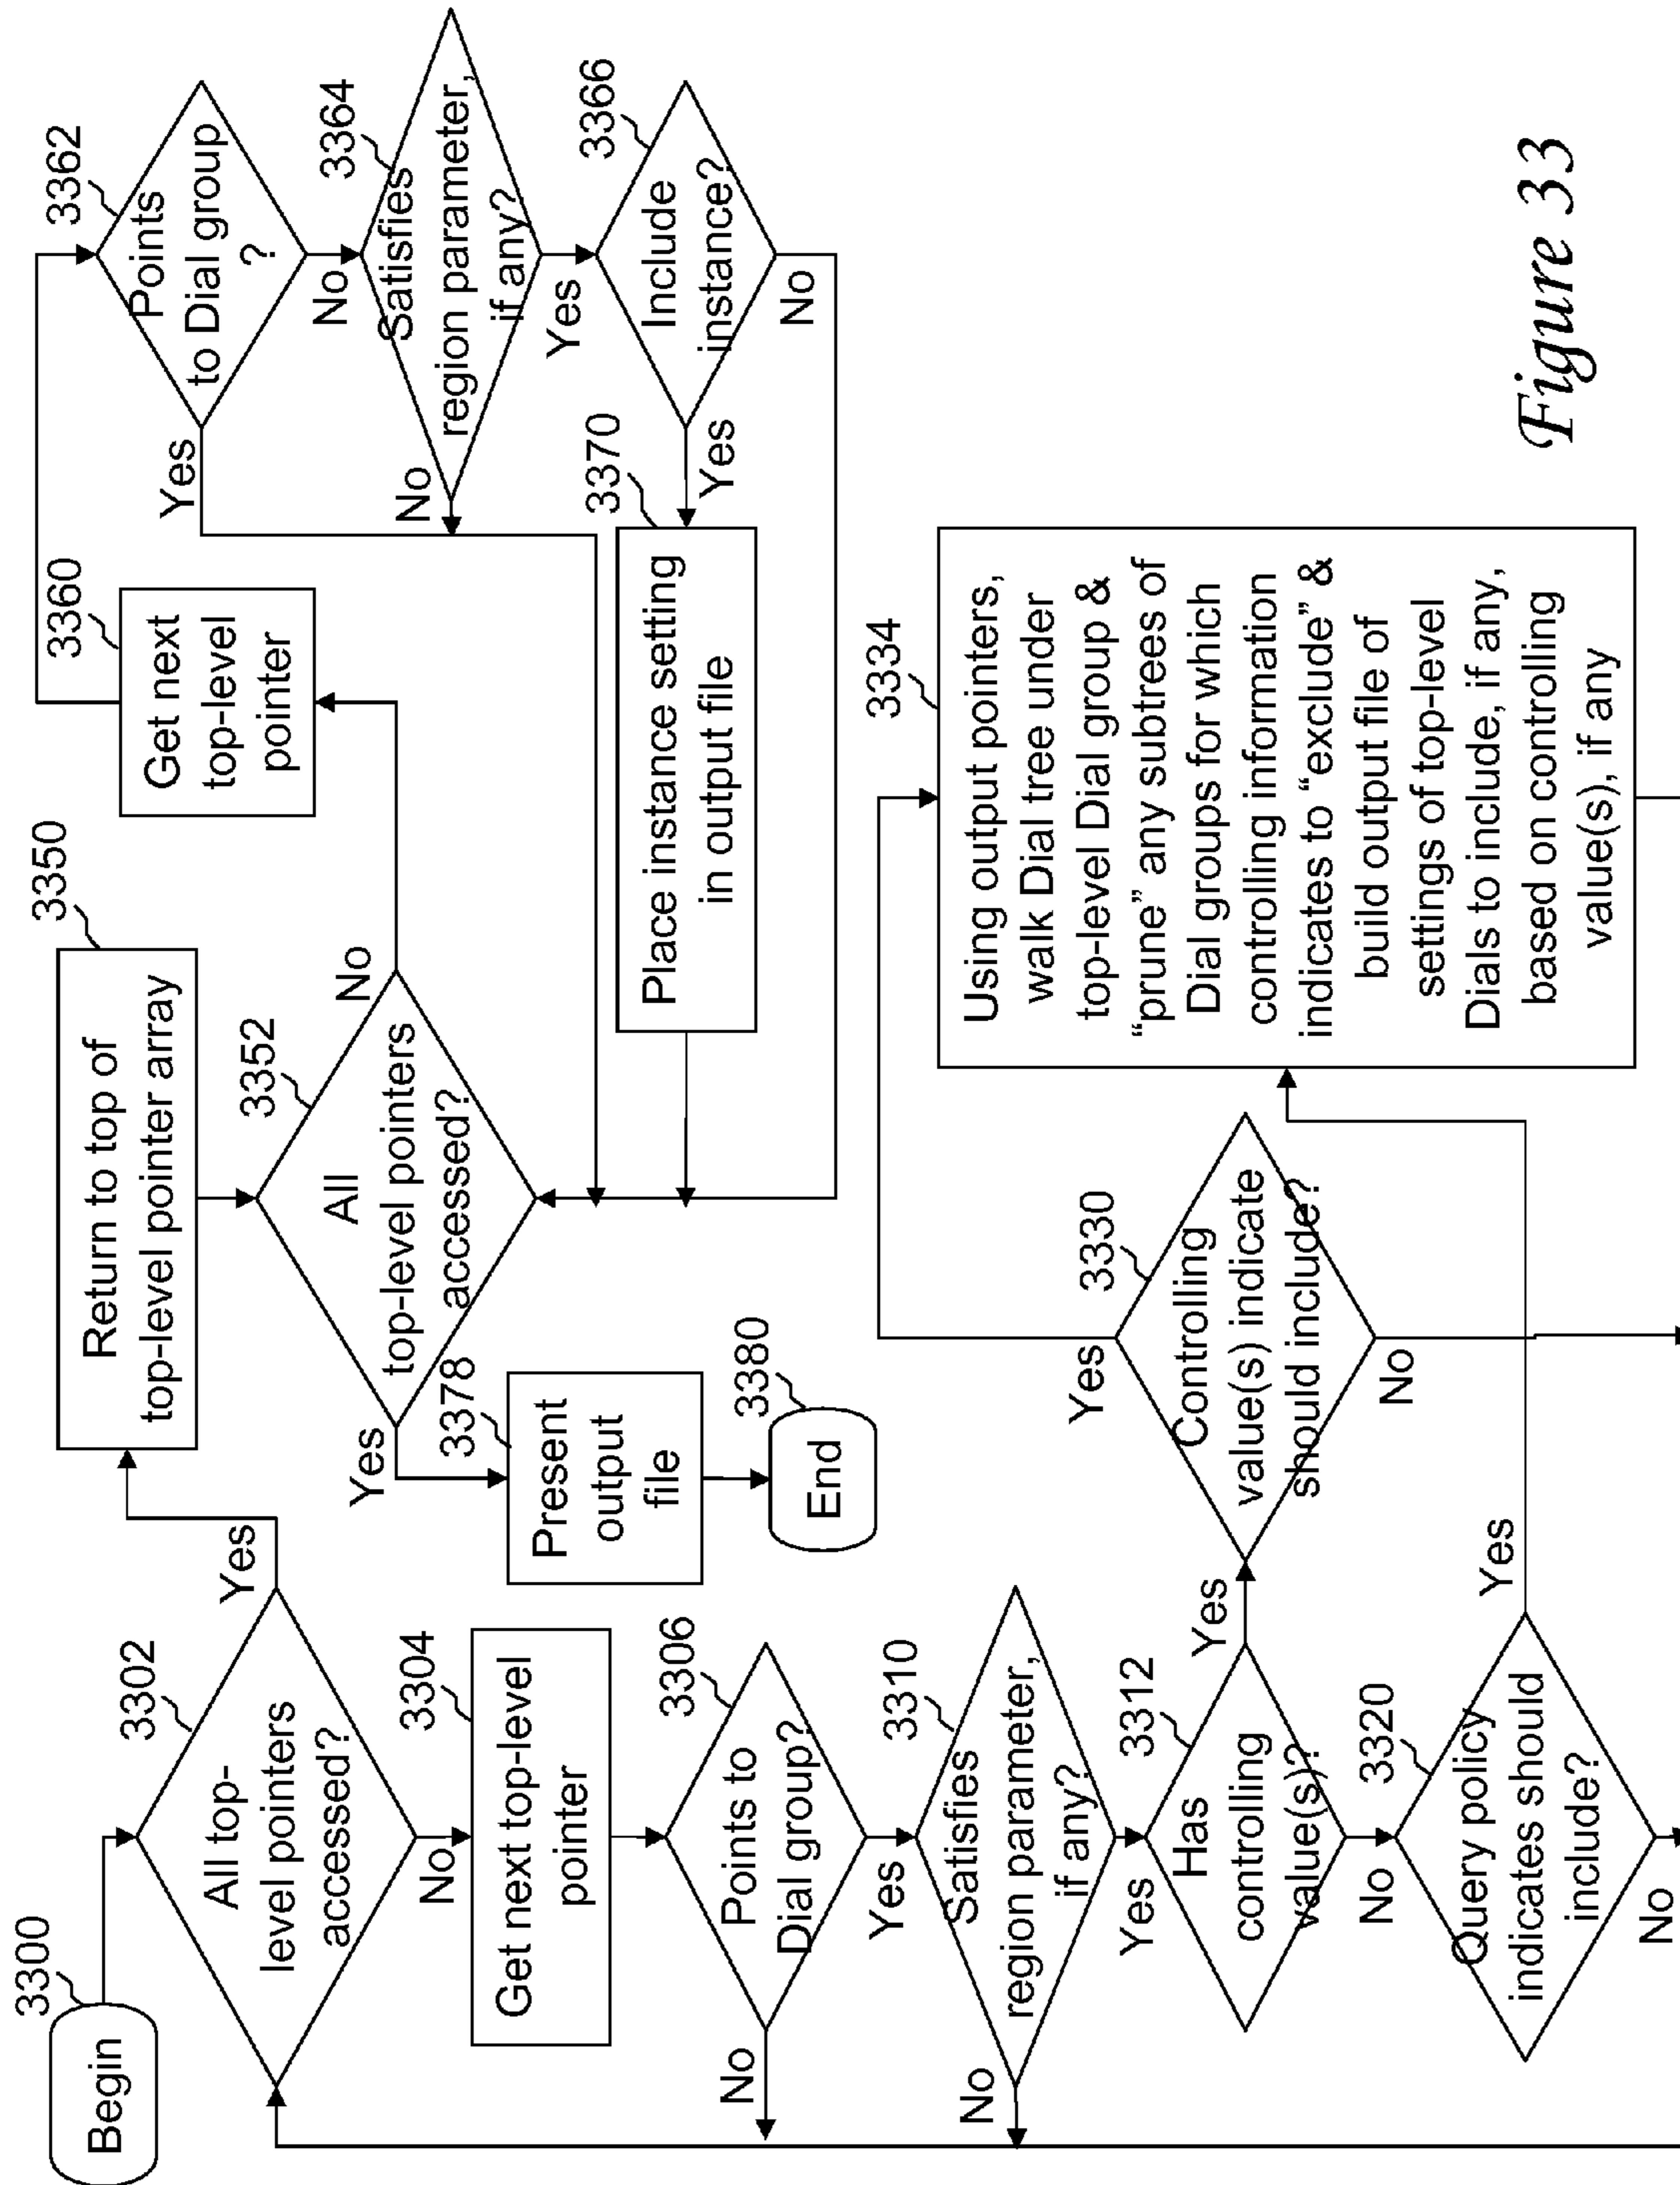 3300
Begin
3302
All top-
level pointers
accessed?
Yes
No
3304
Get next top-level
pointer
3306
Points to
Dial group?
No
Yes
3310
Satisfies
region parameter,
if any?
No
Yes
3312
Has
controlling
value(s)?
Yes
No
3320
Query policy
indicates should
include?
Yes
No
3330
Controlling
value(s) indicate
should include?
Yes
No
3334
Using output pointers,
walk Dial tree under
top-level Dial group &
“prune” any subtrees of
Dial groups for which
controlling information
indicates to “exclude” &
build output file of
settings of top-level
Dials to include, if any,
based on controlling
value(s), if any
3350
Return to top of
top-level pointer array
3352
All
top-level pointers
accessed?
Yes
No
3378
Present
output
file
3380
End
3360
Get next
top-level
pointer
3362
Points
to Dial group
?
Yes
No
3364
Satisfies
region parameter,
if any?
No
Yes
3366
Include
instance?
Yes
No
3370
Place instance setting
in output file
Figure 33